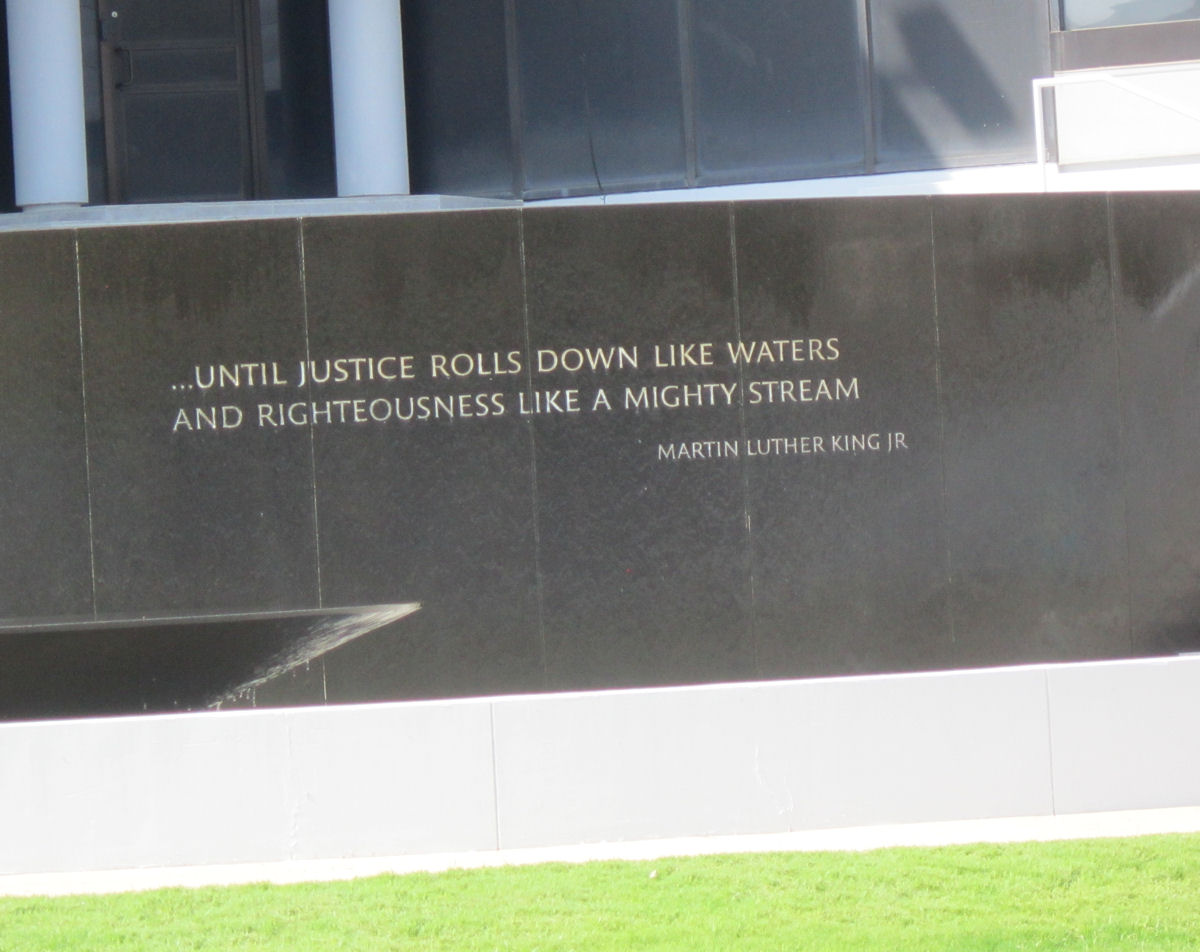 ...UNTIL JUSTICE ROLLS DOWN LIKE WATERS
AND RIGHTEOUSNESS LIKE A MIGHTY STREAM
MARTIN LUTHER KING JR